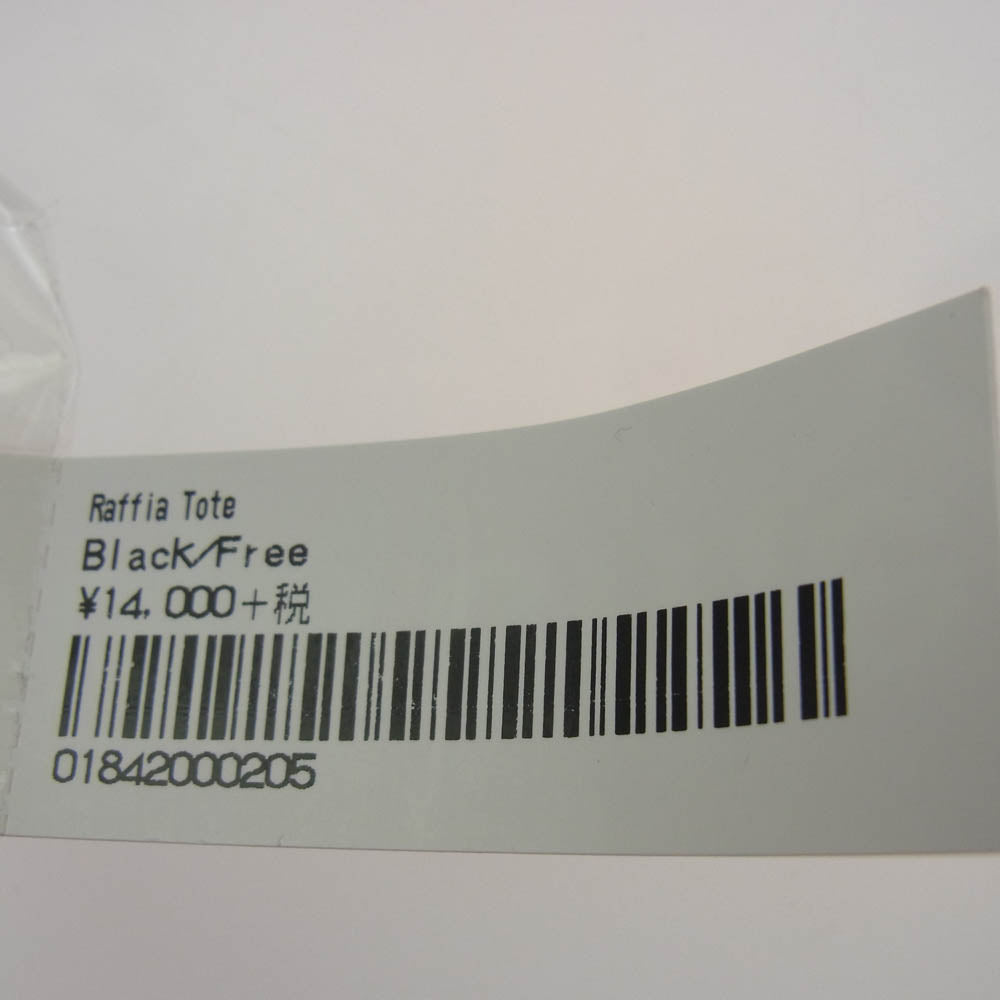 Raffia Tote
Black/Free
¥14,000+税
01842000205